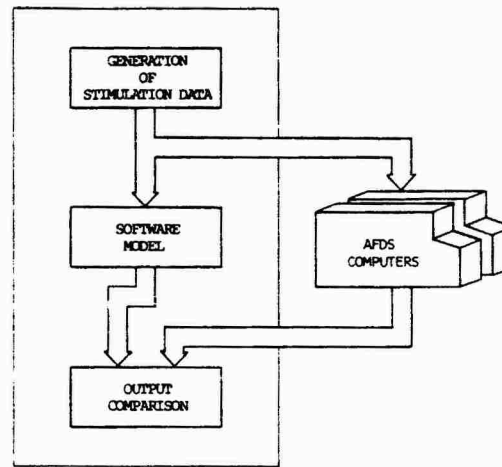 GENERATION
OF
STIMULATION DATA
SOFTWARE
MODEL
AFDS
COMPUTERS
OUTPUT
COMPARISON